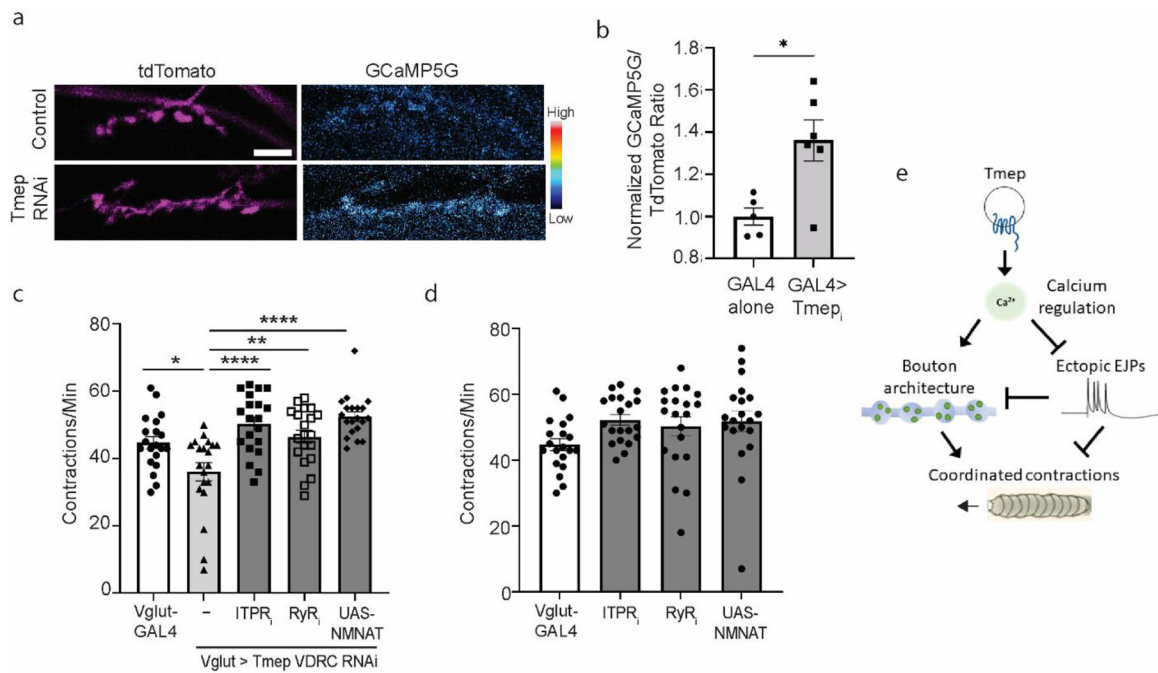 a
tdTomato
GCaMP5G
Control
Tmep
RNAi
High
Low
b
*
Normalized GCaMP5G/
TdTomato Ratio
1.8
1.6
1.4
1.2
1.0
0.8
GAL4
alone
GAL4>
Tmepi
c
Contractions/Min
80
60
40
20
0
*
****
**
****
Vglut-
GAL4
–
ITPRi
RyRi
UAS-
NMNAT
Vglut > Tmep VDRC RNAi
d
Contractions/Min
80
60
40
20
0
Vglut-
GAL4
ITPRi
RyRi
UAS-
NMNAT
e
Tmep
Ca2+
Calcium
regulation
Bouton
architecture
Ectopic EJPs
Coordinated contractions